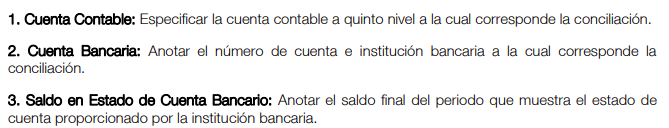 1. Cuenta Contable: Especificar la cuenta contable a quinto nivel a la cual corresponde la conciliación.
2. Cuenta Bancaria: Anotar el número de cuenta e institución bancaria a la cual corresponde la
conciliación.
3. Saldo en Estado de Cuenta Bancario: Anotar el saldo final del periodo que muestra el estado de
cuenta proporcionado por la institución bancaria.